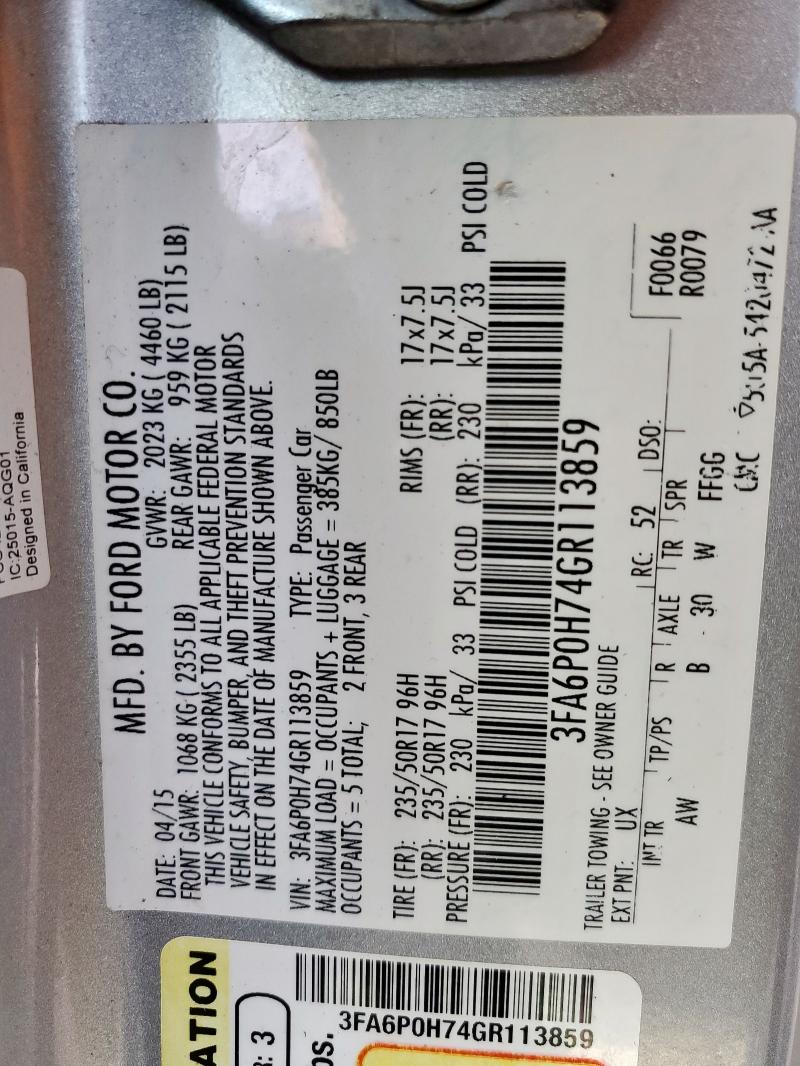 IC:25015-AQG01
Designed in California
MFD. BY FORD MOTOR CO.
DATE: 04/15 GVWR: 2023 KG ( 4460 LB)
FRONT GAWR: 1068 KG ( 2355 LB) REAR GAWR: 959 KG ( 2115 LB)
THIS VEHICLE CONFORMS TO ALL APPLICABLE FEDERAL MOTOR
VEHICLE SAFETY, BUMPER, AND THEFT PREVENTION STANDARDS
IN EFFECT ON THE DATE OF MANUFACTURE SHOWN ABOVE.
VIN: 3FA6P0H74GR113859 TYPE: Passenger Car
MAXIMUM LOAD = OCCUPANTS + LUGGAGE = 385KG/ 850LB
OCCUPANTS = 5 TOTAL; 2 FRONT, 3 REAR
TIRE (FR): 235/50R17 96H RIMS (FR): 17x7.5J
(RR): 235/50R17 96H (RR): 17x7.5J
PRESSURE (FR): 230 kPa/ 33 PSI COLD (RR): 230 kPa/ 33 PSI COLD
3FA6P0H74GR113859
TRAILER TOWING - SEE OWNER GUIDE
EXT PNT: UX RC: 52 DSO: F0066
R0079
INT TR TP/PS R AXLE TR SPR
AW B 30 W FFGG
ATION
R: 3
OS.
3FA6P0H74GR113859